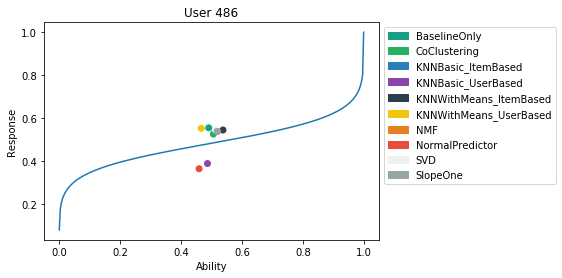 User 486
1.0
0.8
0.6
0.4
0.2
Response
0.0
0.2
0.4
0.6
0.8
1.0
Ability
BaselineOnly
CoClustering
KNNBasic_ItemBased
KNNBasic_UserBased
KNNWithMeans_ItemBased
KNNWithMeans_UserBased
NMF
NormalPredictor
SVD
SlopeOne